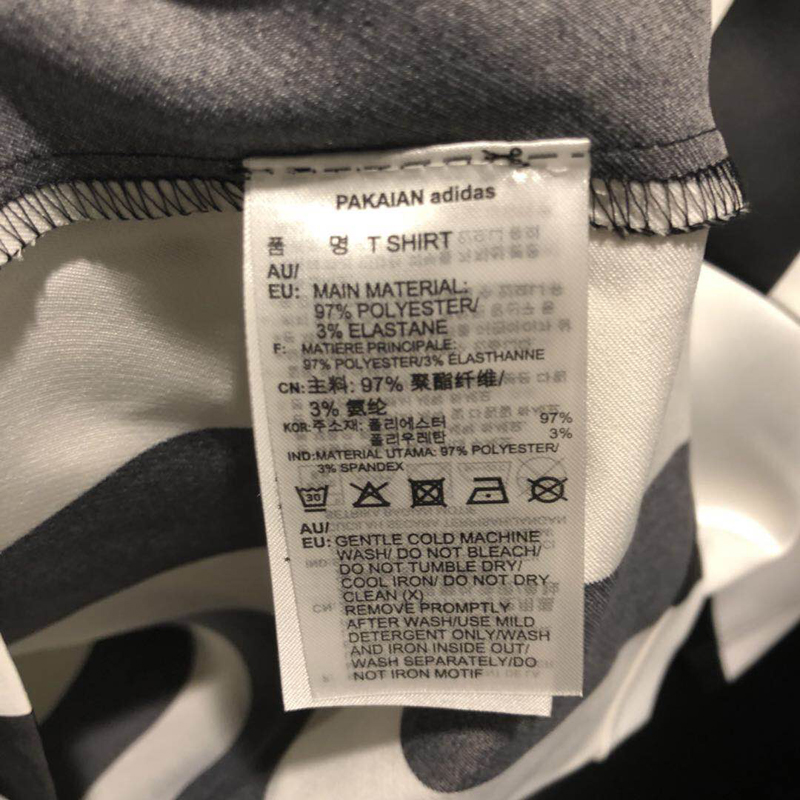 PAKAIAN adidas
품 명 T SHIRT
AU/
EU: MAIN MATERIAL:
97% POLYESTER/
3% ELASTANE
F: MATIERE PRINCIPALE:
97% POLYESTER/3% ELASTHANNE
CN: 主料: 97% 聚酯纤维/
3% 氨纶
KOR: 주소재: 폴리에스터 97%
폴리우레탄 3%
IND: MATERIAL UTAMA: 97% POLYESTER/
3% SPANDEX
30
AU/
EU: GENTLE COLD MACHINE
WASH/ DO NOT BLEACH/
DO NOT TUMBLE DRY/
COOL IRON/ DO NOT DRY
CLEAN (X)
REMOVE PROMPTLY
AFTER WASH/USE MILD
DETERGENT ONLY/WASH
AND IRON INSIDE OUT/
WASH SEPARATELY/DO
NOT IRON MOTIF